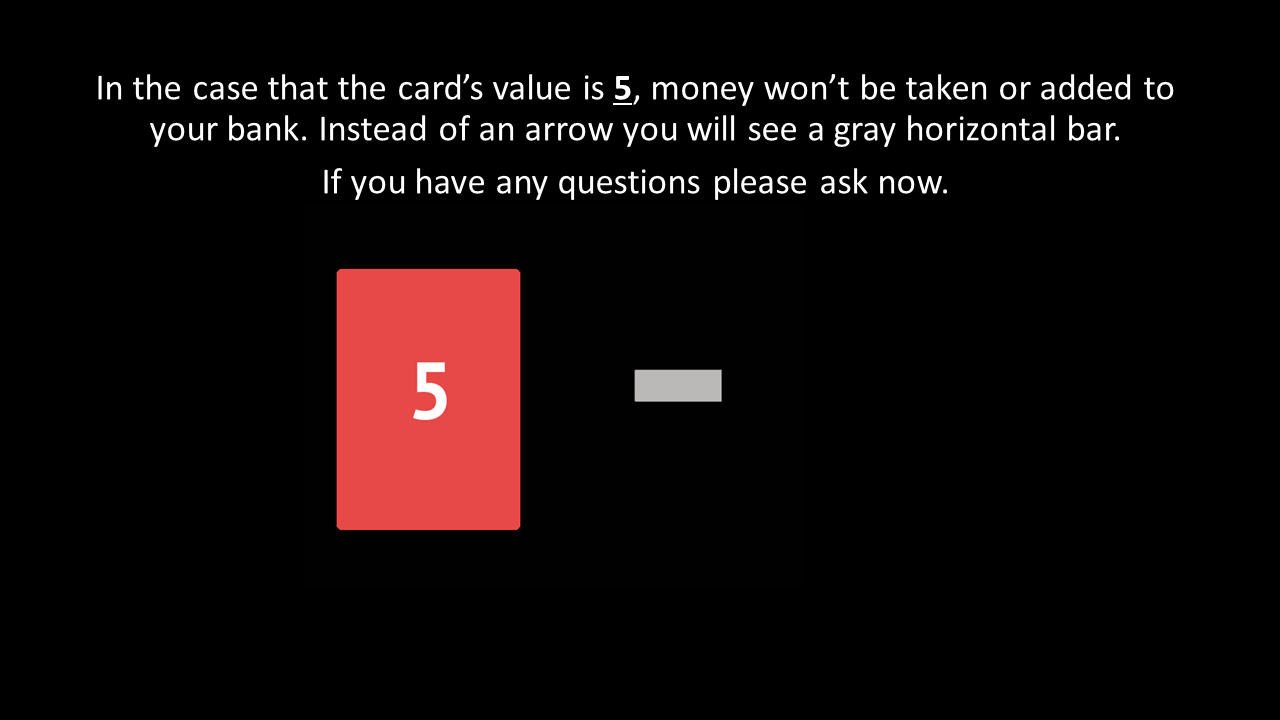 In the case that the card’s value is 5, money won’t be taken or added to
your bank. Instead of an arrow you will see a gray horizontal bar.
If you have any questions please ask now.
5